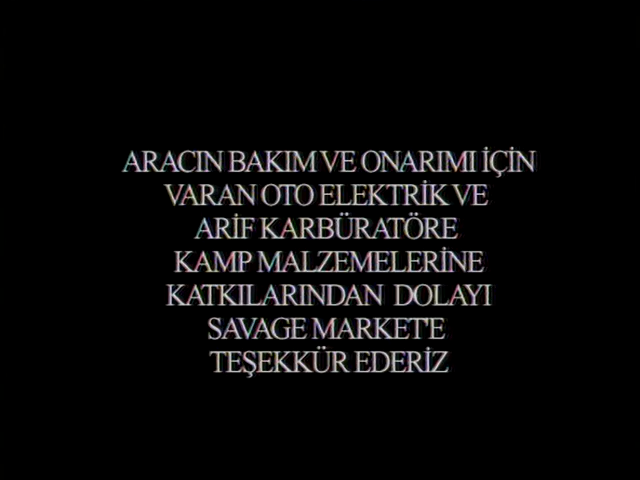 ARACIN BAKIM VE ONARIMI İÇİN
VARAN OTO ELEKTRİK VE
ARİF KARBÜRATÖRE
KAMP MALZEMELERİNE
KATKILARINDAN DOLAYI
SAVAGE MARKET'E
TEŞEKKÜR EDERİZ